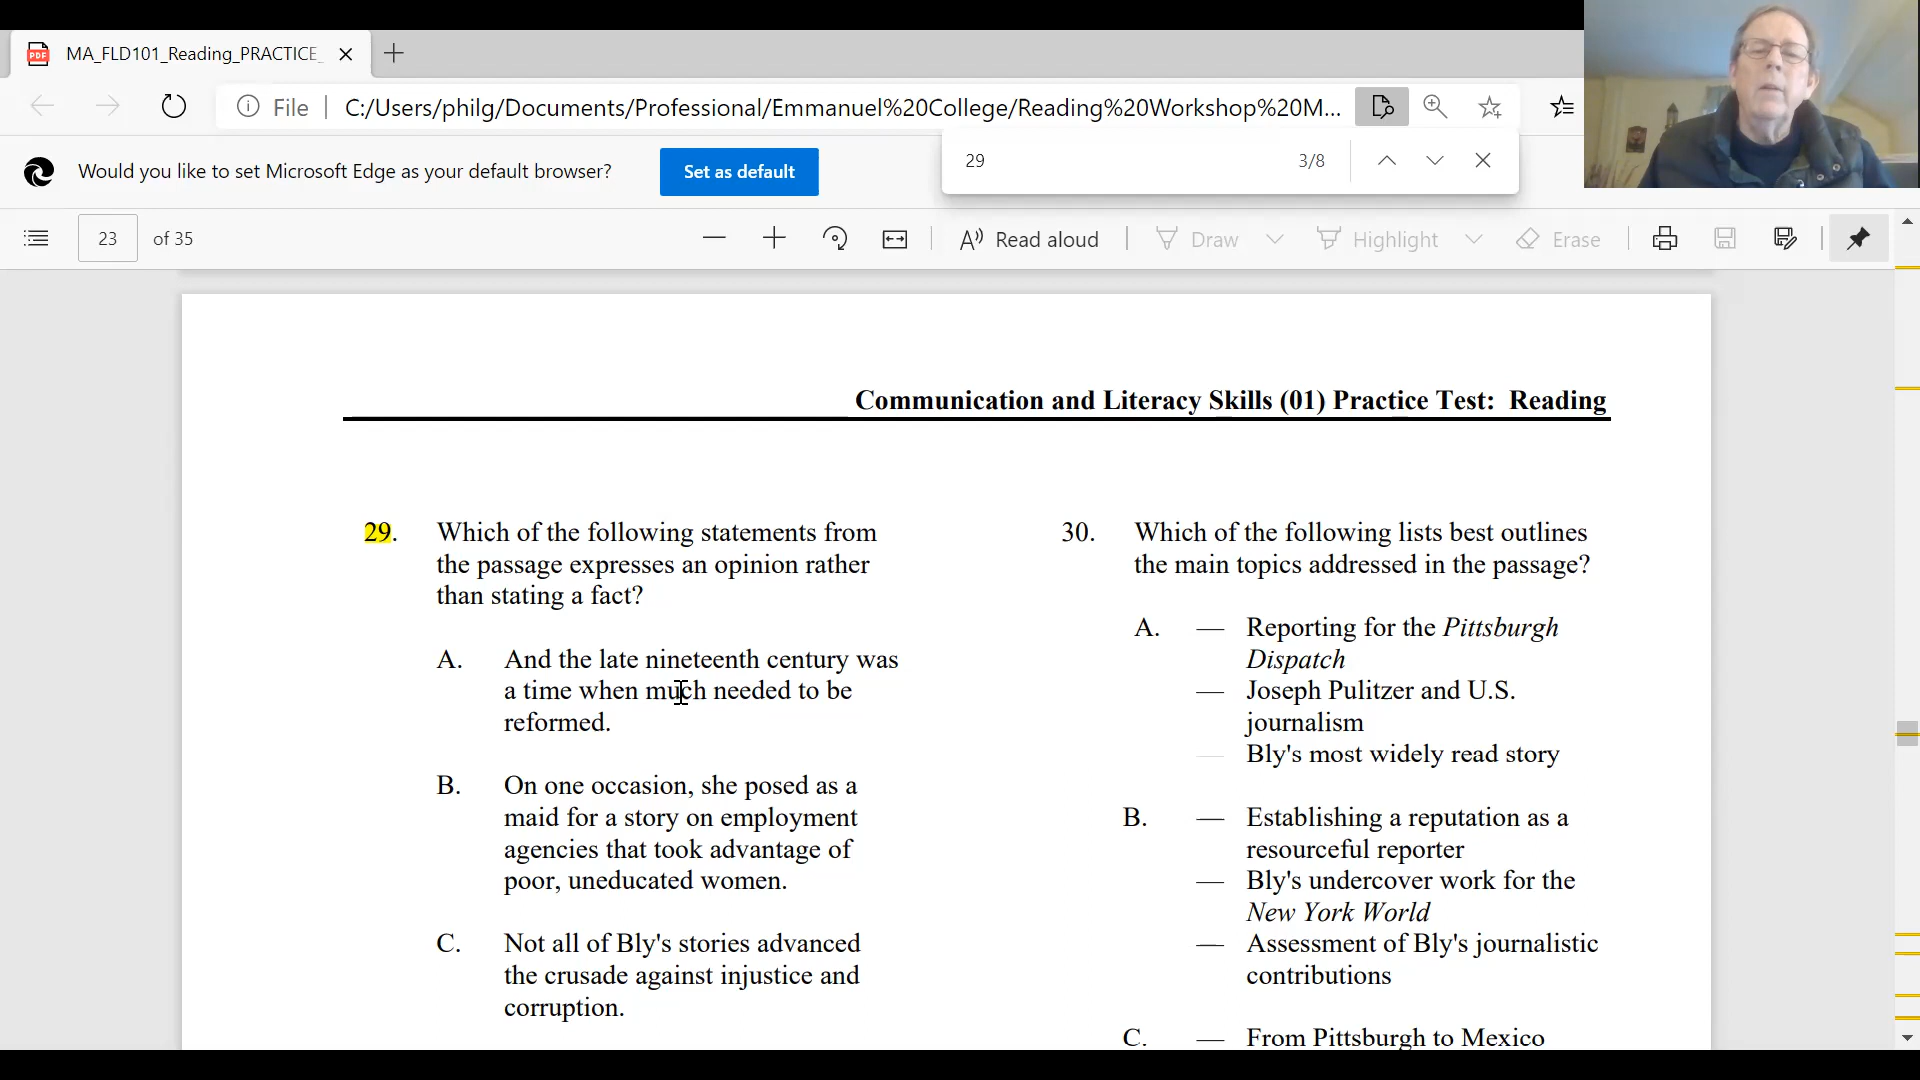 MA_FLD101_Reading_PRACTICE_
File
C:/Users/philg/Documents/Professional/Emmanuel%20College/Reading%20Workshop%20M...
29
3/8
Would you like to set Microsoft Edge as your default browser?
Set as default
23
of 35
Read aloud
Draw
Highlight
Erase
Communication and Literacy Skills (01) Practice Test: Reading
29. Which of the following statements from
the passage expresses an opinion rather
than stating a fact?
A. And the late nineteenth century was
a time when much needed to be
reformed.
B. On one occasion, she posed as a
maid for a story on employment
agencies that took advantage of
poor, uneducated women.
C. Not all of Bly's stories advanced
the crusade against injustice and
corruption.
30. Which of the following lists best outlines
the main topics addressed in the passage?
A. — Reporting for the Pittsburgh
Dispatch
— Joseph Pulitzer and U.S.
journalism
— Bly's most widely read story
B. — Establishing a reputation as a
resourceful reporter
— Bly's undercover work for the
New York World
— Assessment of Bly's journalistic
contributions
C. — From Pittsburgh to Mexico